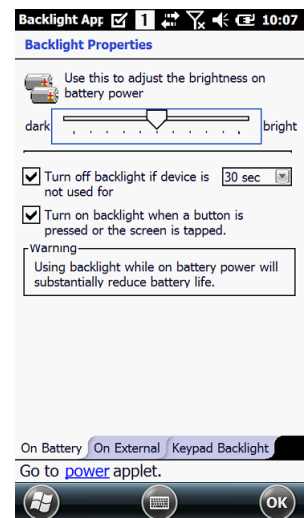 Backlight App 1 10:07
Backlight Properties
Use this to adjust the brightness on
battery power
dark bright
Turn off backlight if device is 30 sec
not used for
Turn on backlight when a button is
pressed or the screen is tapped.
Warning
Using backlight while on battery power will
substantially reduce battery life.
On Battery On External Keypad Backlight
Go to power applet.
OK